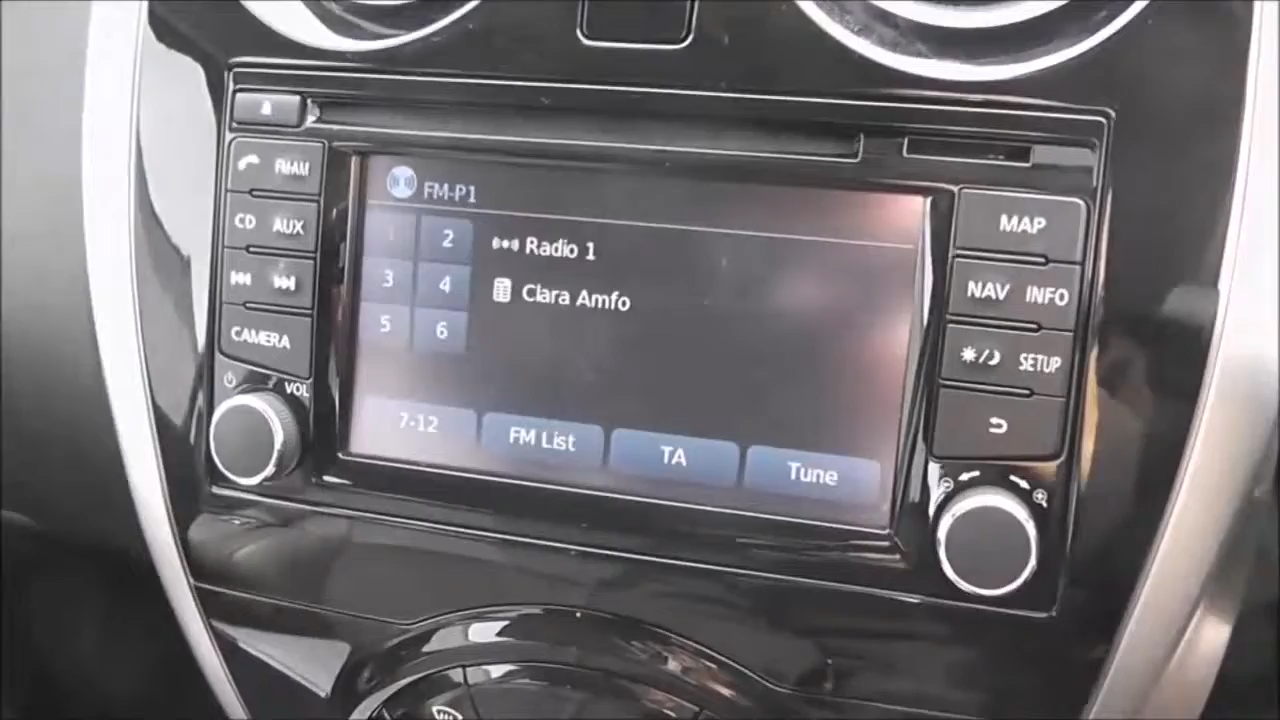 FM·AM
CD AUX
CAMERA
VOL
FM-P1
1 2
3 4
5 6
Radio 1
Clara Amfo
7-12
FM List
TA
Tune
MAP
NAV INFO
SETUP